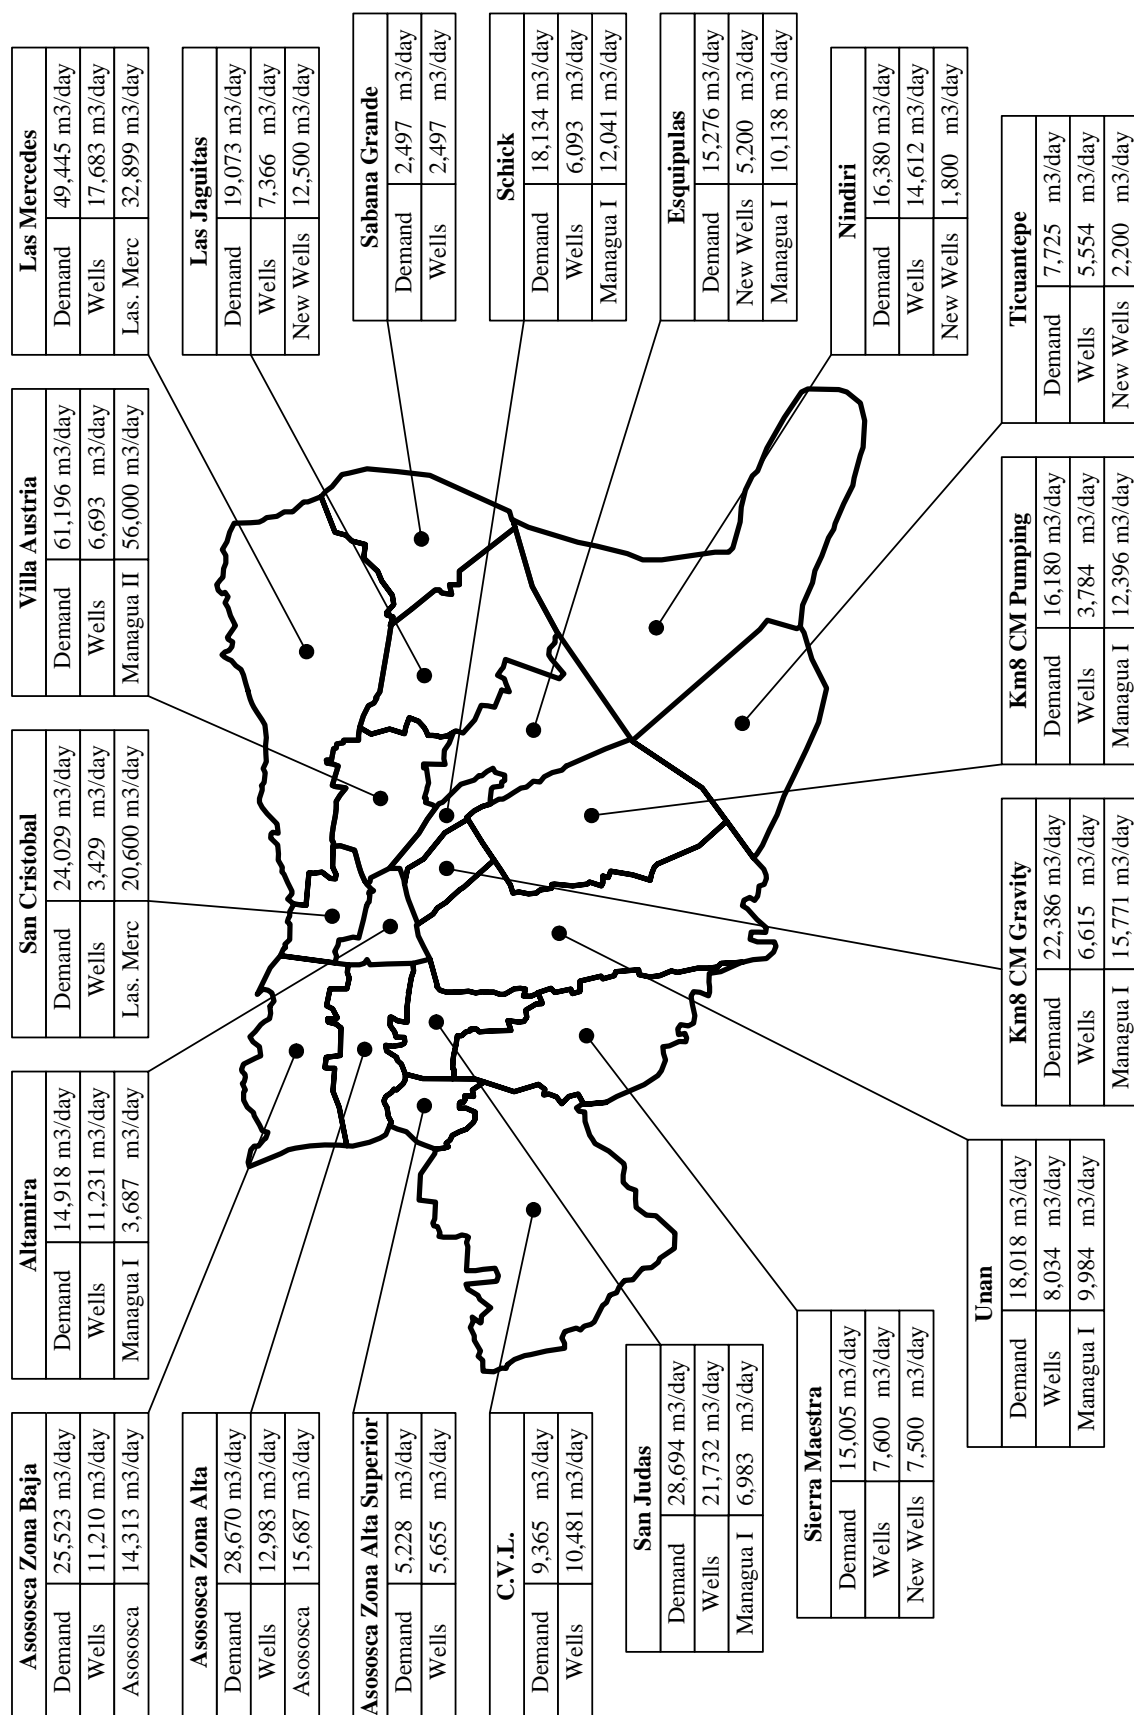 Asososca Zona Baja
Demand 25,523 m3/day
Wells 11,210 m3/day
Asososca 14,313 m3/day
Altamira
Demand 14,918 m3/day
Wells 11,231 m3/day
Managua I 3,687 m3/day
San Cristobal
Demand 24,029 m3/day
Wells 3,429 m3/day
Las. Merc 20,600 m3/day
Villa Austria
Demand 61,196 m3/day
Wells 6,693 m3/day
Managua II 56,000 m3/day
Las Mercedes
Demand 49,445 m3/day
Wells 17,683 m3/day
Las. Merc 32,899 m3/day
Asososca Zona Alta
Demand 28,670 m3/day
Wells 12,983 m3/day
Asososca 15,687 m3/day
Las Jaguitas
Demand 19,073 m3/day
Wells 7,366 m3/day
New Wells 12,500 m3/day
Asososca Zona Alta Superior
Demand 5,228 m3/day
Wells 5,655 m3/day
Sabana Grande
Demand 2,497 m3/day
Wells 2,497 m3/day
C.V.L.
Demand 9,365 m3/day
Wells 10,481 m3/day
Schick
Demand 18,134 m3/day
Wells 6,093 m3/day
Managua I 12,041 m3/day
San Judas
Demand 28,694 m3/day
Wells 21,732 m3/day
Managua I 6,983 m3/day
Esquipulas
Demand 15,276 m3/day
New Wells 5,200 m3/day
Managua I 10,138 m3/day
Sierra Maestra
Demand 15,005 m3/day
Wells 7,600 m3/day
New Wells 7,500 m3/day
Nindiri
Demand 16,380 m3/day
Wells 14,612 m3/day
New Wells 1,800 m3/day
Unan
Demand 18,018 m3/day
Wells 8,034 m3/day
Managua I 9,984 m3/day
Km8 CM Gravity
Demand 22,386 m3/day
Wells 6,615 m3/day
Managua I 15,771 m3/day
Km8 CM Pumping
Demand 16,180 m3/day
Wells 3,784 m3/day
Managua I 12,396 m3/day
Ticuantepe
Demand 7,725 m3/day
Wells 5,554 m3/day
New Wells 2,200 m3/day